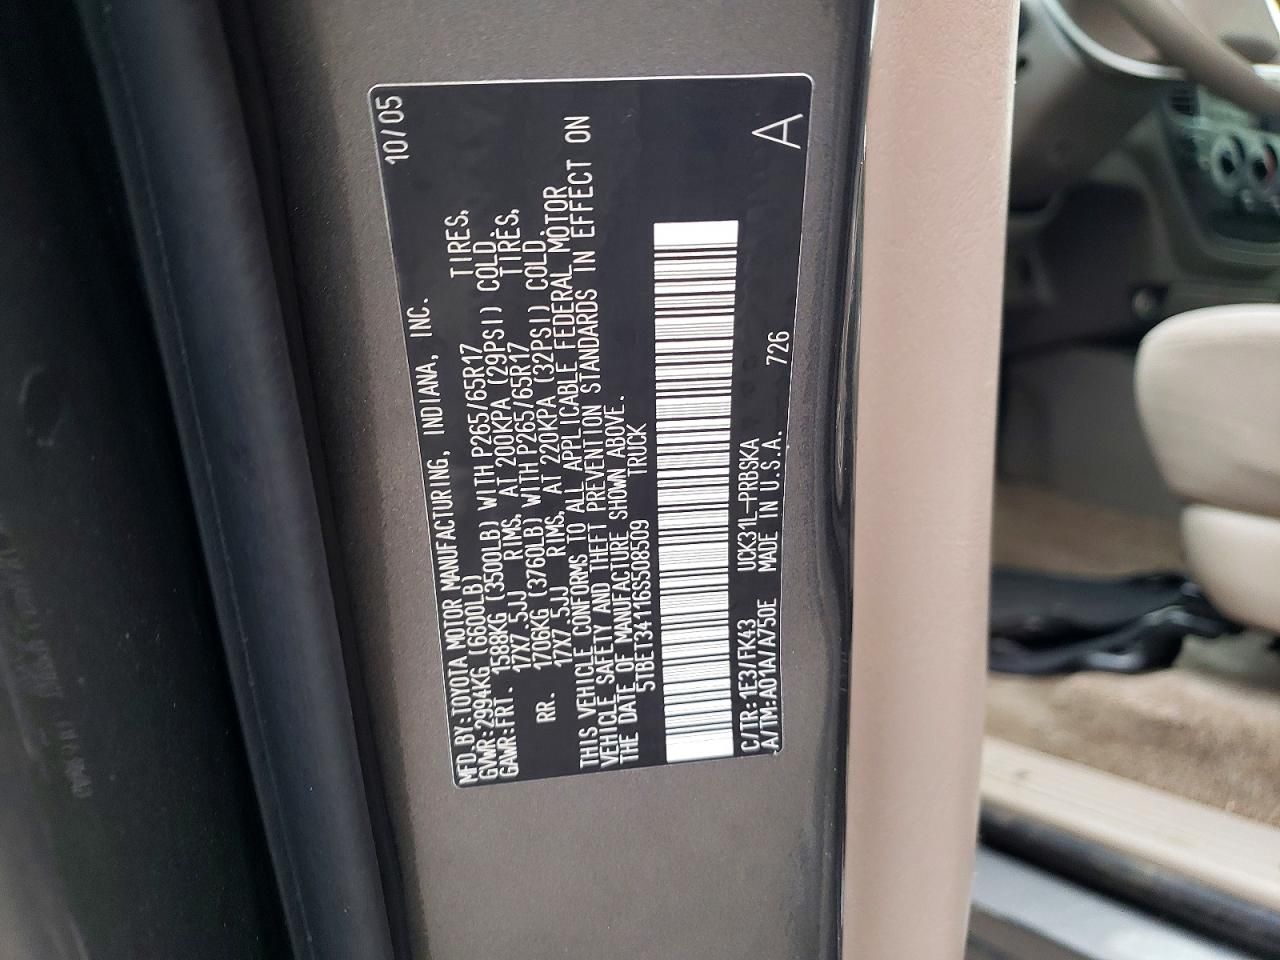 MFD.BY:TOYOTA MOTOR MANUFACTURING, INDIANA, INC. 10/05
GVWR:2994KG (6600LB)
GAWR:FRT. 1588KG (3500LB) WITH P265/65R17 TIRES,
17X7.5JJ RIMS, AT 200KPA (29PSI) COLD.
RR. 1706KG (3760LB) WITH P265/65R17 TIRES,
17X7.5JJ RIMS, AT 220KPA (32PSI) COLD.
THIS VEHICLE CONFORMS TO ALL APPLICABLE FEDERAL MOTOR
VEHICLE SAFETY AND THEFT PREVENTION STANDARDS IN EFFECT ON
THE DATE OF MANUFACTURE SHOWN ABOVE.
5TBET34116S508509 TRUCK
C/TR:1E3/FK43 UCK31L-PRBSKA 726
A/TM:A01A/A750E MADE IN U.S.A.
A